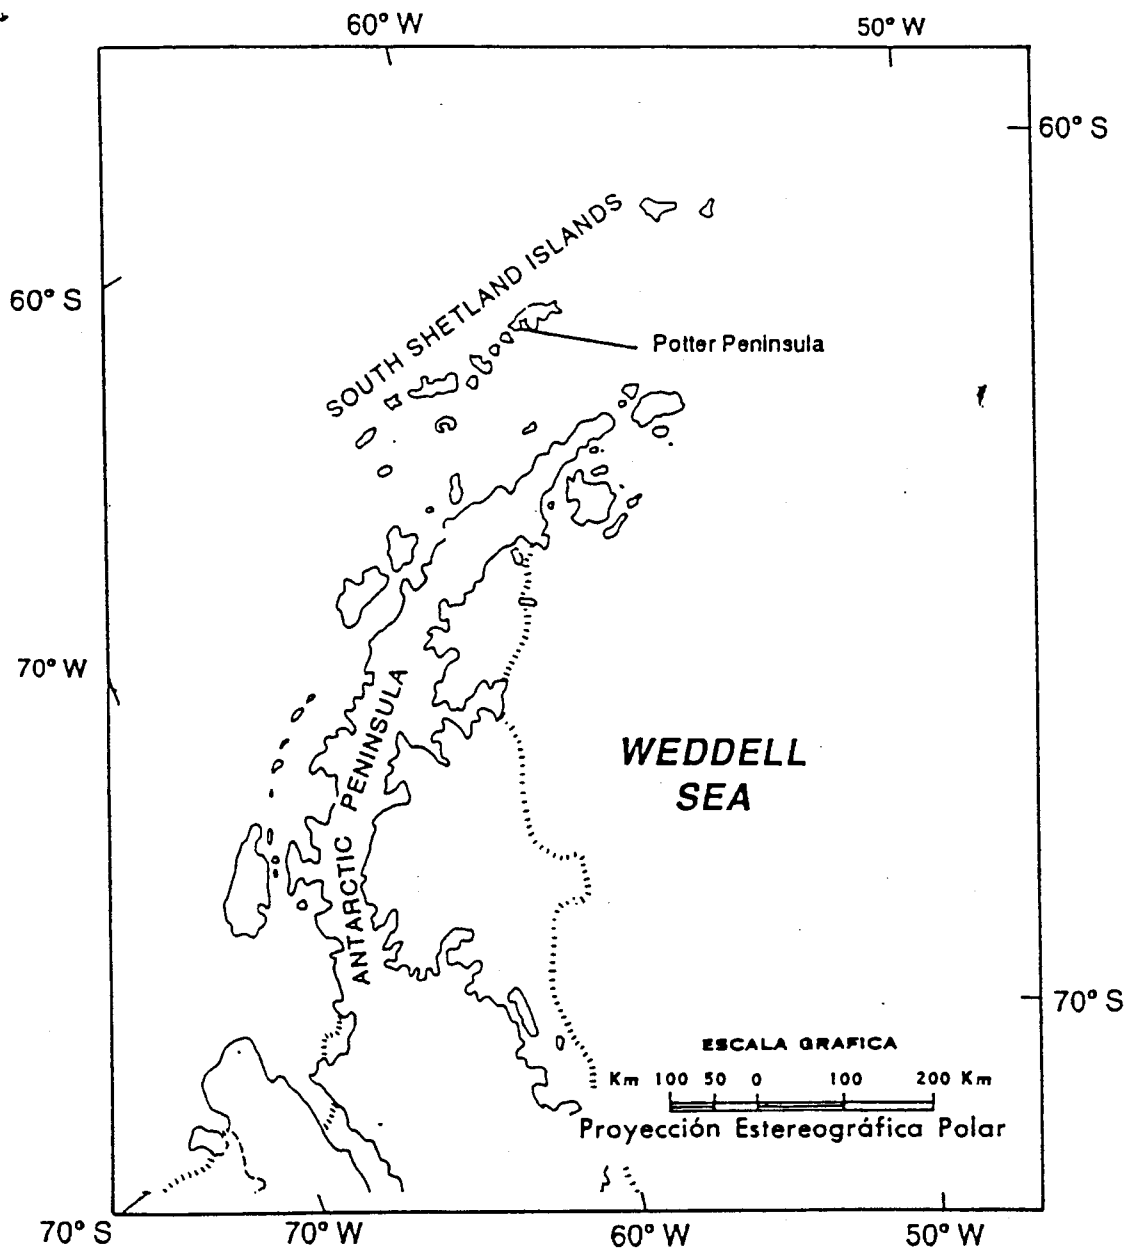 60° W
50° W
60° S
SOUTH SHETLAND ISLANDS
60° S
Potter Peninsula
70° W
ANTARCTIC PENINSULA
WEDDELL
SEA
70° S
ESCALA GRAFICA
Km 100 50 0 100 200 Km
Proyección Estereográfica Polar
70° S
70° W
60° W
50° W